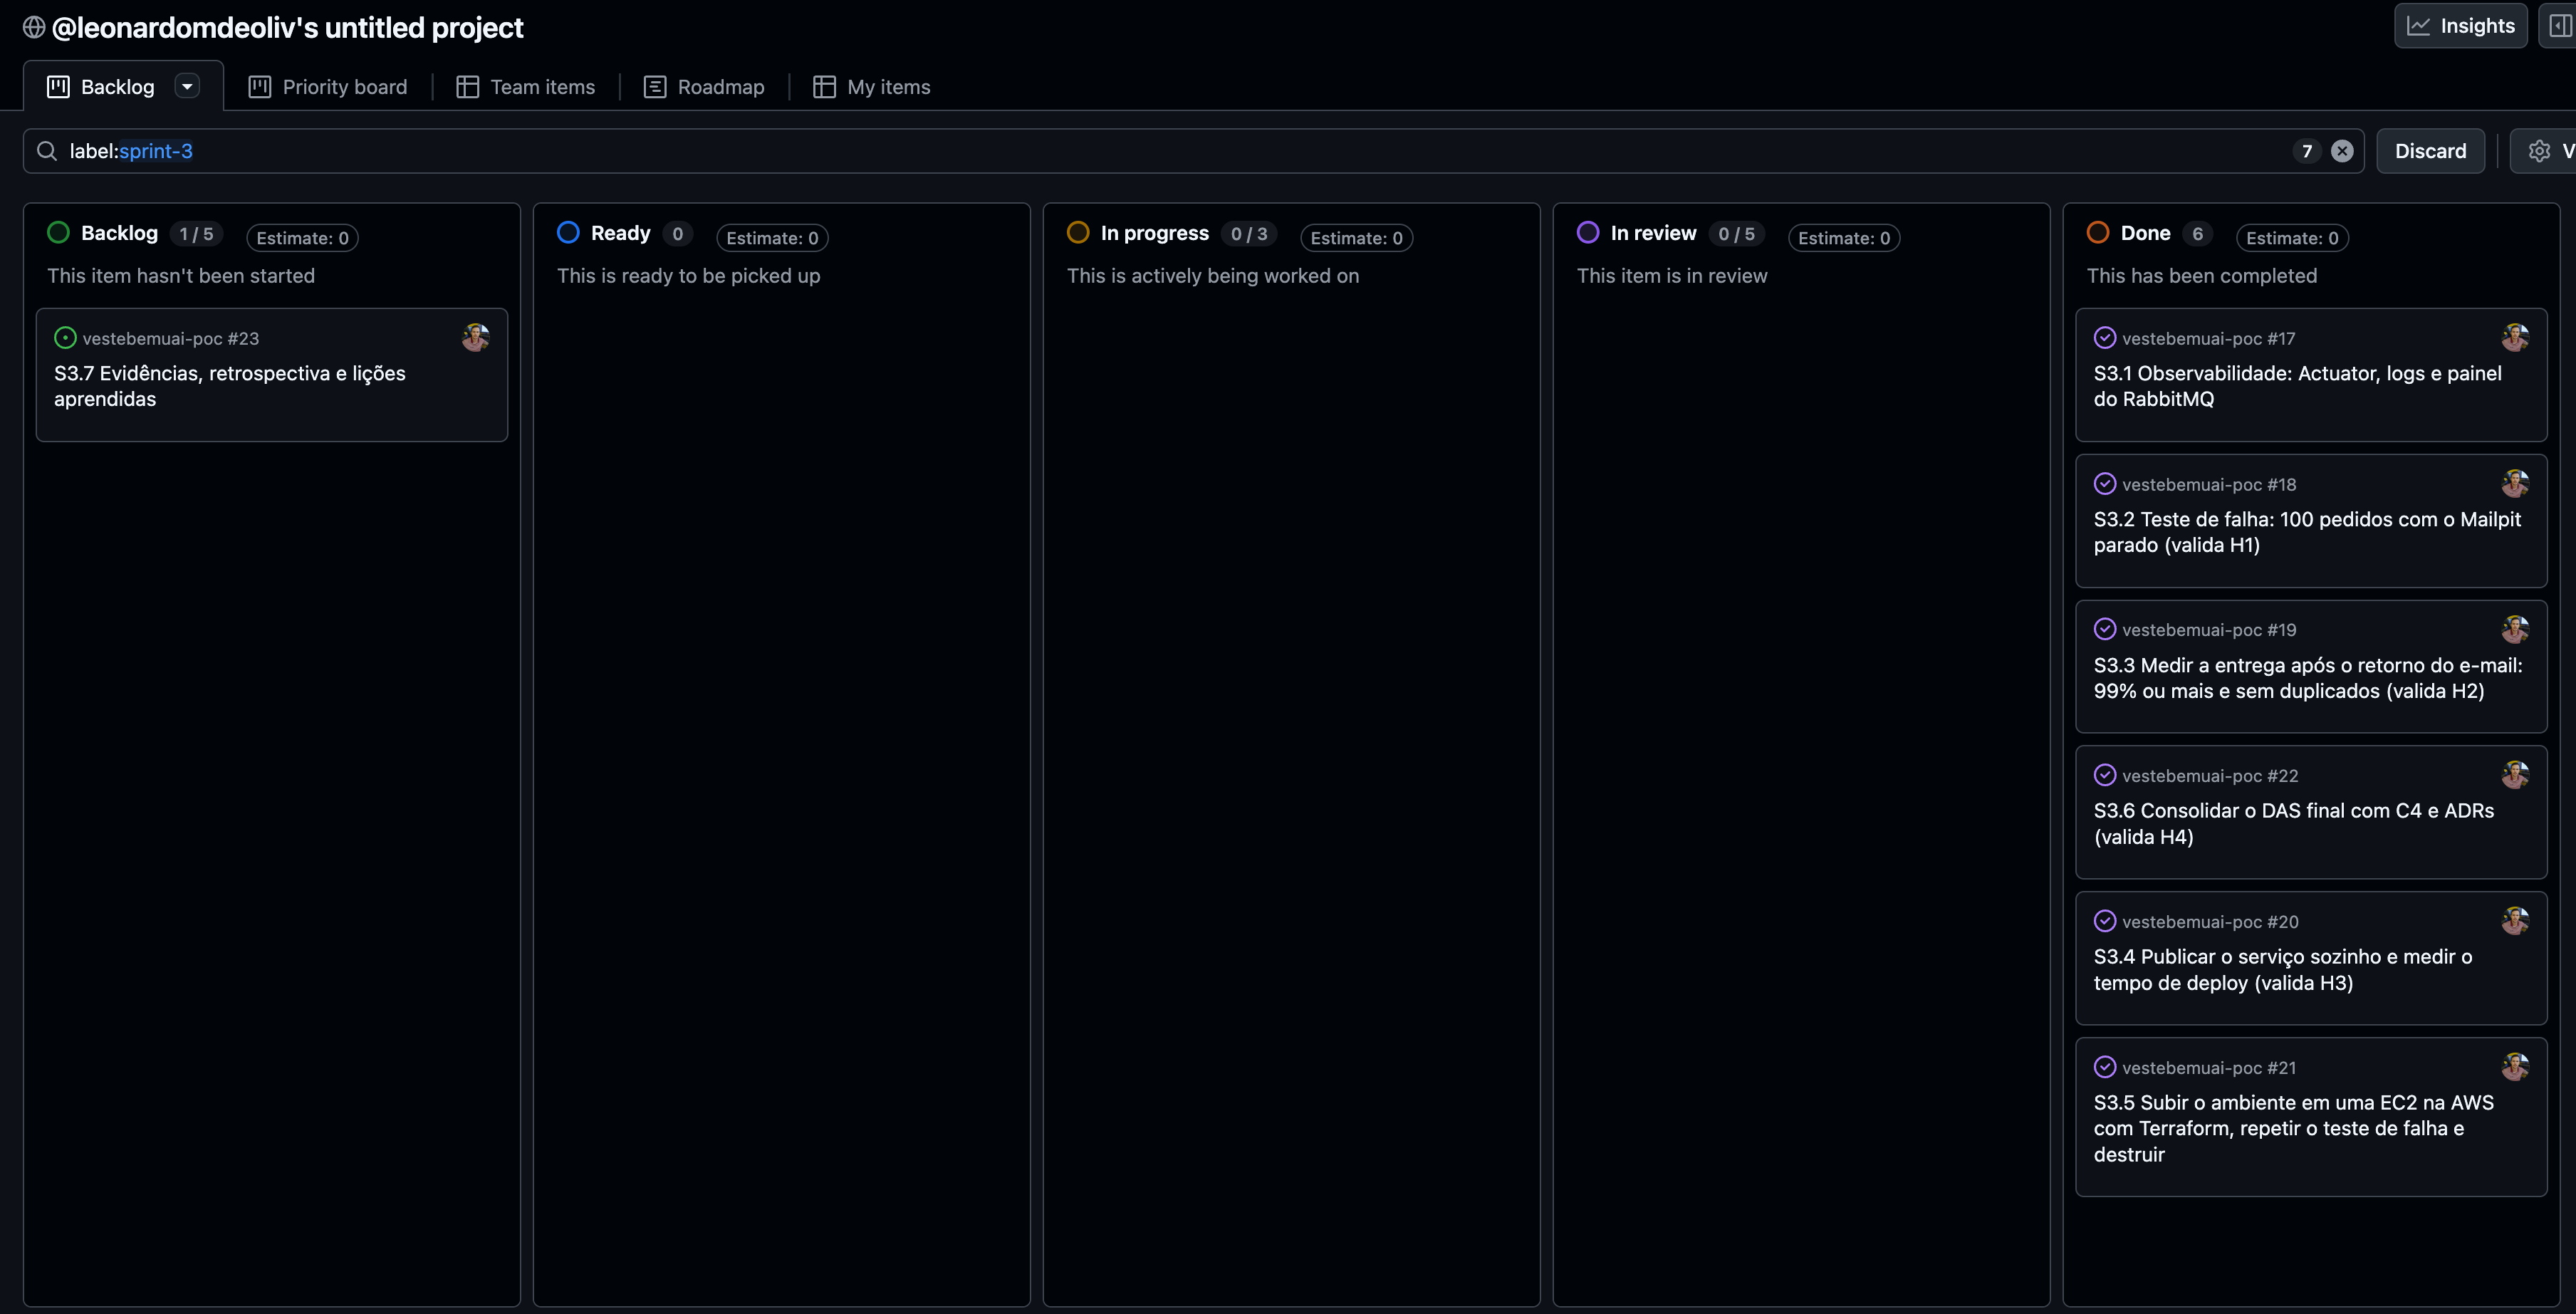 @leonardomdeoliv's untitled project
Insights
Backlog
Priority board
Team items
Roadmap
My items
label:sprint-3
7
Discard
V
Backlog 1 / 5 Estimate: 0
This item hasn't been started
vestebemuai-poc #23
S3.7 Evidências, retrospectiva e lições
aprendidas
Ready 0 Estimate: 0
This is ready to be picked up
In progress 0 / 3 Estimate: 0
This is actively being worked on
In review 0 / 5 Estimate: 0
This item is in review
Done 6 Estimate: 0
This has been completed
vestebemuai-poc #17
S3.1 Observabilidade: Actuator, logs e painel
do RabbitMQ
vestebemuai-poc #18
S3.2 Teste de falha: 100 pedidos com o Mailpit
parado (valida H1)
vestebemuai-poc #19
S3.3 Medir a entrega após o retorno do e-mail:
99% ou mais e sem duplicados (valida H2)
vestebemuai-poc #22
S3.6 Consolidar o DAS final com C4 e ADRs
(valida H4)
vestebemuai-poc #20
S3.4 Publicar o serviço sozinho e medir o
tempo de deploy (valida H3)
vestebemuai-poc #21
S3.5 Subir o ambiente em uma EC2 na AWS
com Terraform, repetir o teste de falha e
destruir